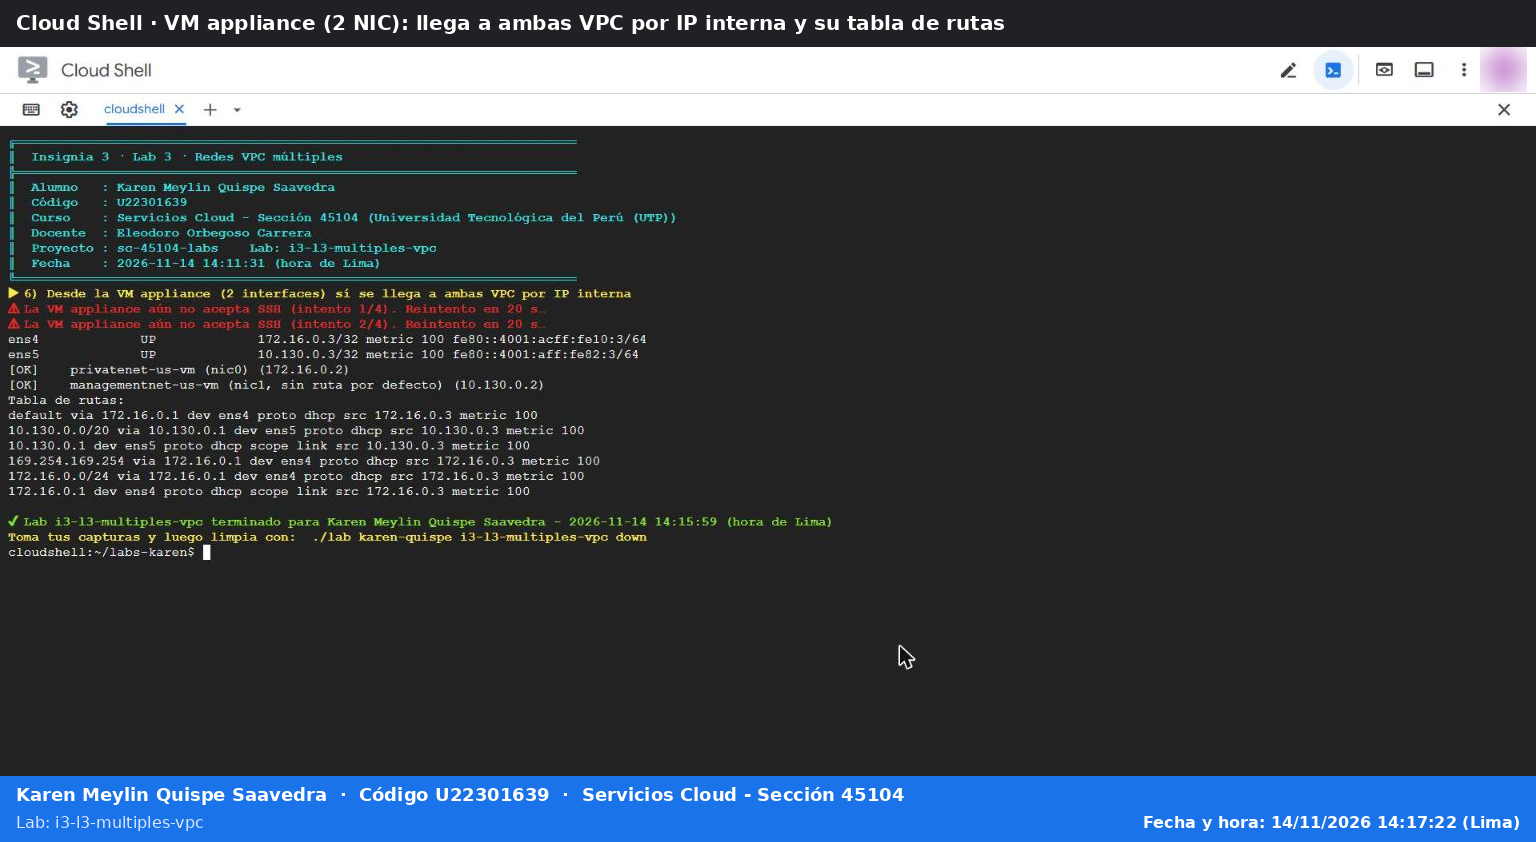 Cloud Shell · VM appliance (2 NIC): llega a ambas VPC por IP interna y su tabla de rutas
Cloud Shell
cloudshell
Insignia 3 · Lab 3 · Redes VPC múltiples
Alumno : Karen Meylin Quispe Saavedra
Código : U22301639
Curso : Servicios Cloud - Sección 45104 (Universidad Tecnológica del Perú (UTP))
Docente : Eleodoro Orbegoso Carrera
Proyecto : sc-45104-labs Lab: i3-l3-multiples-vpc
Fecha : 2026-11-14 14:11:31 (hora de Lima)
▶ 6) Desde la VM appliance (2 interfaces) sí se llega a ambas VPC por IP interna
⚠ La VM appliance aún no acepta SSH (intento 1/4). Reintento en 20 s…
⚠ La VM appliance aún no acepta SSH (intento 2/4). Reintento en 20 s…
ens4 UP 172.16.0.3/32 metric 100 fe80::4001:acff:fe10:3/64
ens5 UP 10.130.0.3/32 metric 100 fe80::4001:aff:fe82:3/64
[OK] privatenet-us-vm (nic0) (172.16.0.2)
[OK] managementnet-us-vm (nic1, sin ruta por defecto) (10.130.0.2)
Tabla de rutas:
default via 172.16.0.1 dev ens4 proto dhcp src 172.16.0.3 metric 100
10.130.0.0/20 via 10.130.0.1 dev ens5 proto dhcp src 10.130.0.3 metric 100
10.130.0.1 dev ens5 proto dhcp scope link src 10.130.0.3 metric 100
169.254.169.254 via 172.16.0.1 dev ens4 proto dhcp src 172.16.0.3 metric 100
172.16.0.0/24 via 172.16.0.1 dev ens4 proto dhcp src 172.16.0.3 metric 100
172.16.0.1 dev ens4 proto dhcp scope link src 172.16.0.3 metric 100
✔ Lab i3-l3-multiples-vpc terminado para Karen Meylin Quispe Saavedra - 2026-11-14 14:15:59 (hora de Lima)
Toma tus capturas y luego limpia con: ./lab karen-quispe i3-l3-multiples-vpc down
cloudshell:~/labs-karen$
Karen Meylin Quispe Saavedra · Código U22301639 · Servicios Cloud - Sección 45104
Lab: i3-l3-multiples-vpc
Fecha y hora: 14/11/2026 14:17:22 (Lima)